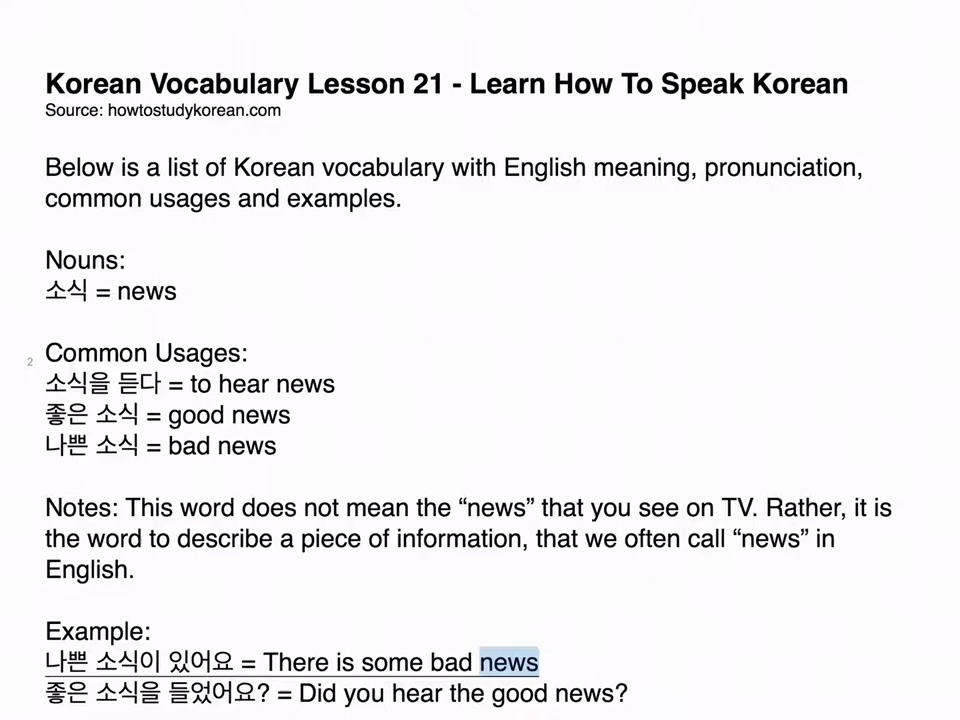 Korean Vocabulary Lesson 21 - Learn How To Speak Korean
Source: howtostudykorean.com
Below is a list of Korean vocabulary with English meaning, pronunciation,
common usages and examples.
Nouns:
소식 = news
2
Common Usages:
소식을 듣다 = to hear news
좋은 소식 = good news
나쁜 소식 = bad news
Notes: This word does not mean the “news” that you see on TV. Rather, it is
the word to describe a piece of information, that we often call “news” in
English.
Example:
나쁜 소식이 있어요 = There is some bad news
좋은 소식을 들었어요? = Did you hear the good news?